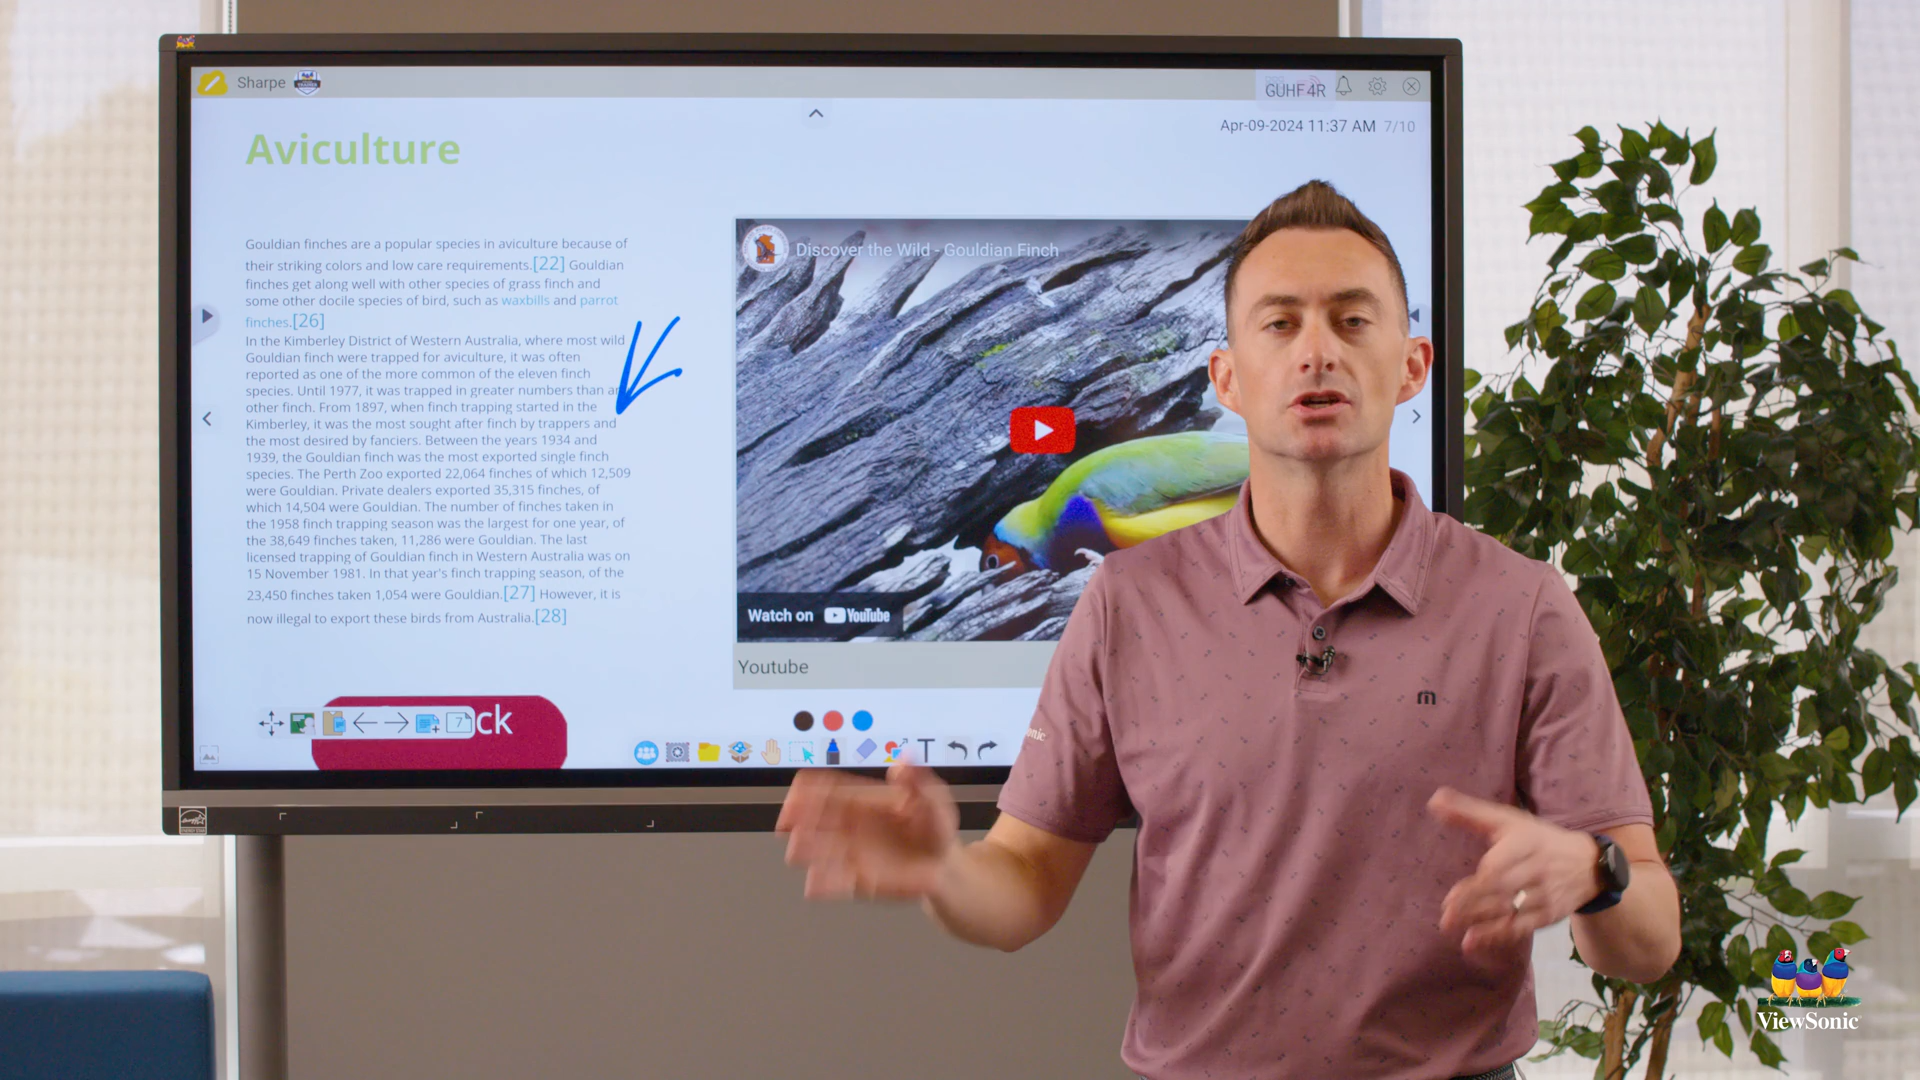 Sharpe
GUHF4R
Apr-09-2024 11:37 AM 7/10
Aviculture
Gouldian finches are a popular species in aviculture because of
their striking colors and low care requirements.[22] Gouldian
finches get along well with other species of grass finch and
some other docile species of bird, such as waxbills and parrot
finches.[26]
In the Kimberley District of Western Australia, where most wild
Gouldian finch were trapped for aviculture, it was often
reported as one of the more common of the eleven finch
species. Until 1977, it was trapped in greater numbers than
other finch. From 1897, when finch trapping started in the
Kimberley, it was the most sought after finch by trappers and
the most desired by fanciers. Between the years 1934 and
1939, the Gouldian finch was the most exported single finch
species. The Perth Zoo exported 22,064 finches of which 12,509
were Gouldian. Private dealers exported 35,315 finches, of
which 14,504 were Gouldian. The number of finches taken in
the 1958 finch trapping season was the largest for one year, of
the 38,649 finches taken, 11,286 were Gouldian. The last
licensed trapping of Gouldian finch in Western Australia was on
15 November 1981. In that year's finch trapping season, of the
23,450 finches taken 1,054 were Gouldian.[27] However, it is
now illegal to export these birds from Australia.[28]
Discover the Wild - Gouldian Finch
Watch on YouTube
Youtube
7
ck
T
ViewSonic